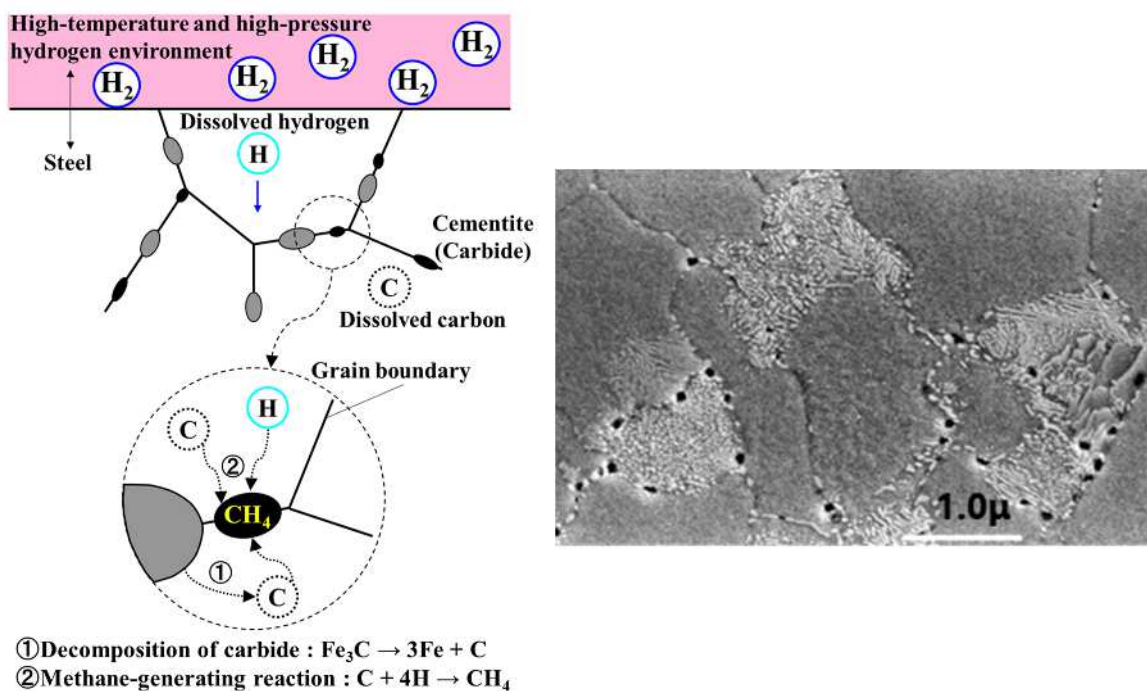 High-temperature and high-pressure
hydrogen environment
H₂
H₂
H₂
H₂
H₂
Dissolved hydrogen
H
Steel
Cementite
(Carbide)
C
Dissolved carbon
Grain boundary
H
C
②
CH₄
①
C
1.0μ
①Decomposition of carbide : Fe₃C → 3Fe + C
②Methane-generating reaction : C + 4H → CH₄